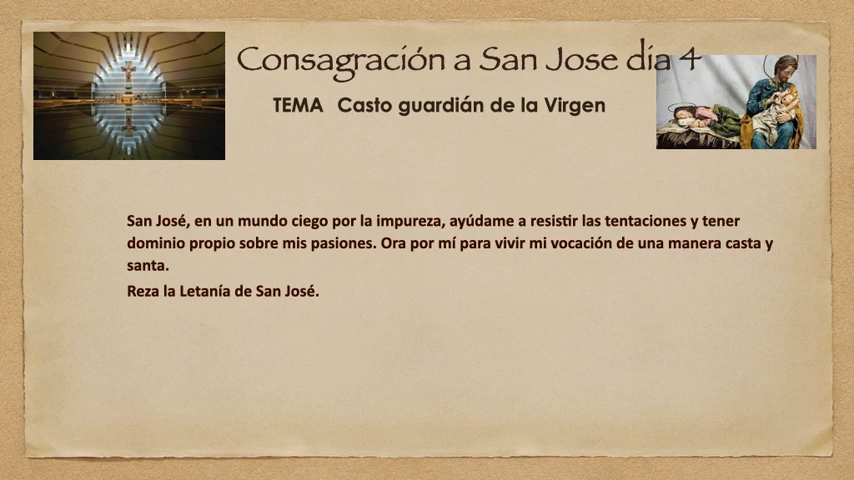 Consagración a San Jose dia 4
TEMA Casto guardián de la Virgen
San José, en un mundo ciego por la impureza, ayúdame a resistir las tentaciones y tener
dominio propio sobre mis pasiones. Ora por mí para vivir mi vocación de una manera casta y
santa.
Reza la Letanía de San José.